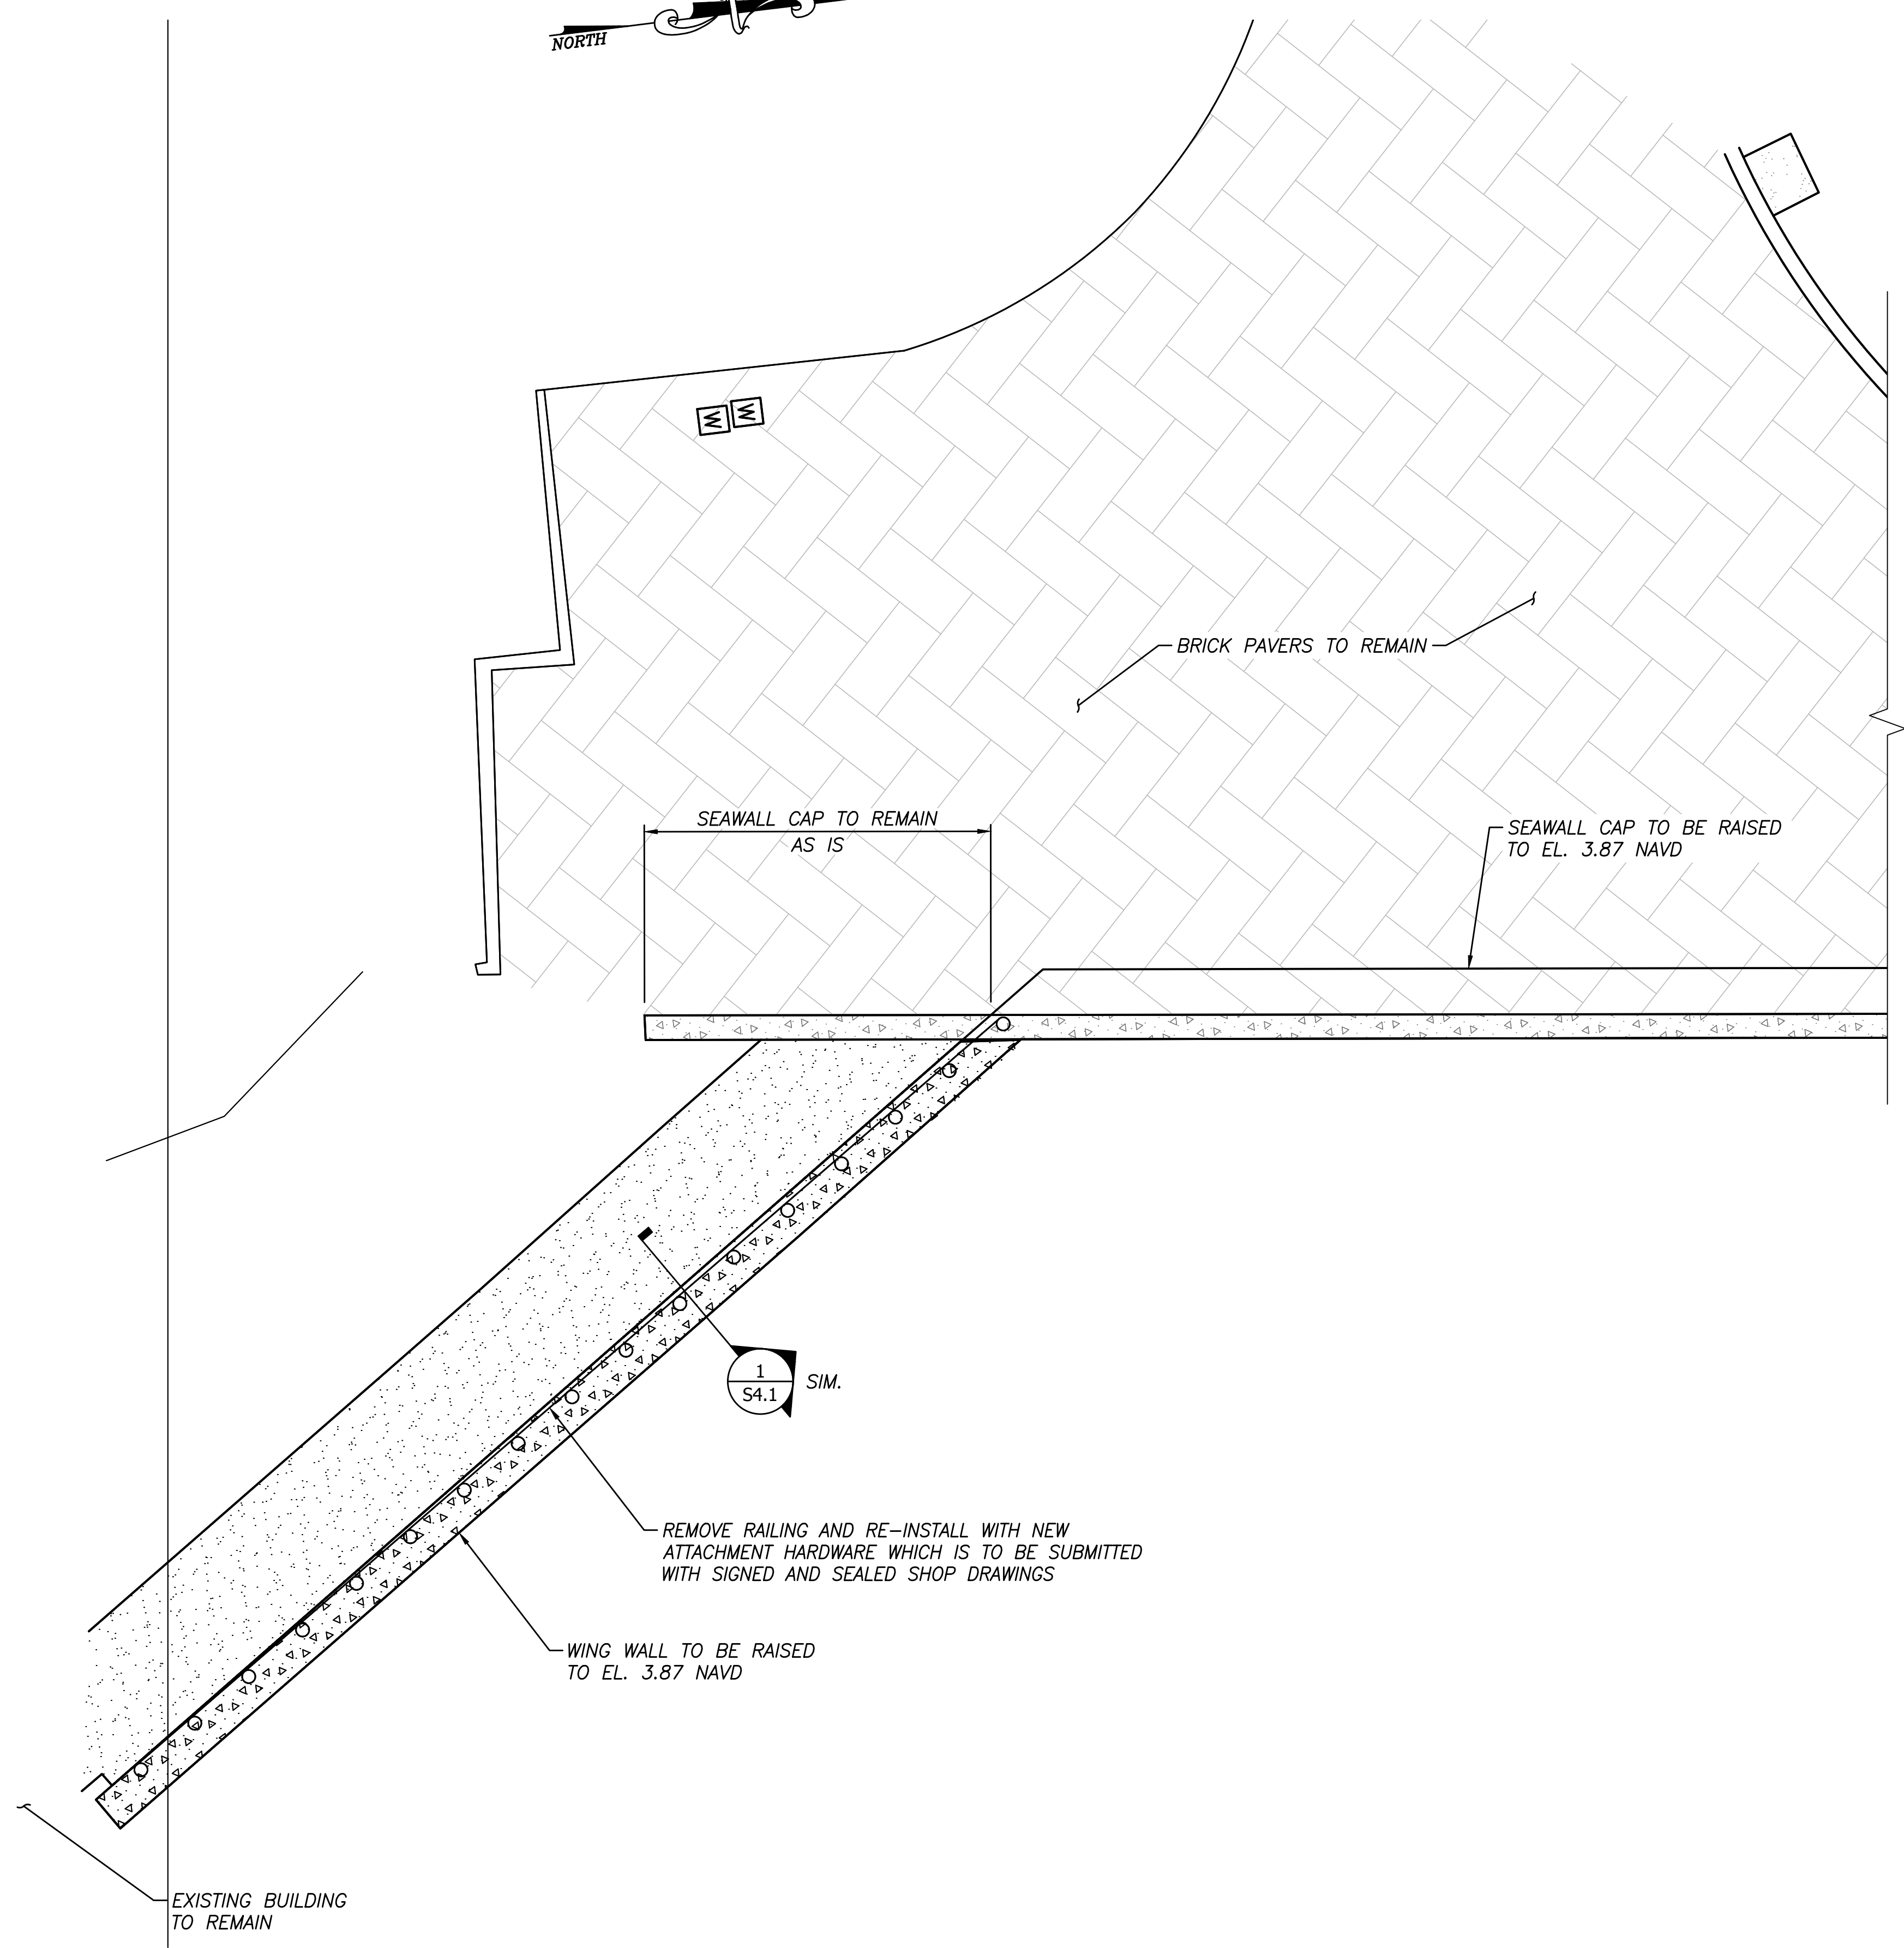 NORTH
W W
BRICK PAVERS TO REMAIN
SEAWALL CAP TO REMAIN
AS IS
SEAWALL CAP TO BE RAISED
TO EL. 3.87 NAVD
1
S4.1
SIM.
REMOVE RAILING AND RE-INSTALL WITH NEW
ATTACHMENT HARDWARE WHICH IS TO BE SUBMITTED
WITH SIGNED AND SEALED SHOP DRAWINGS
WING WALL TO BE RAISED
TO EL. 3.87 NAVD
EXISTING BUILDING
TO REMAIN